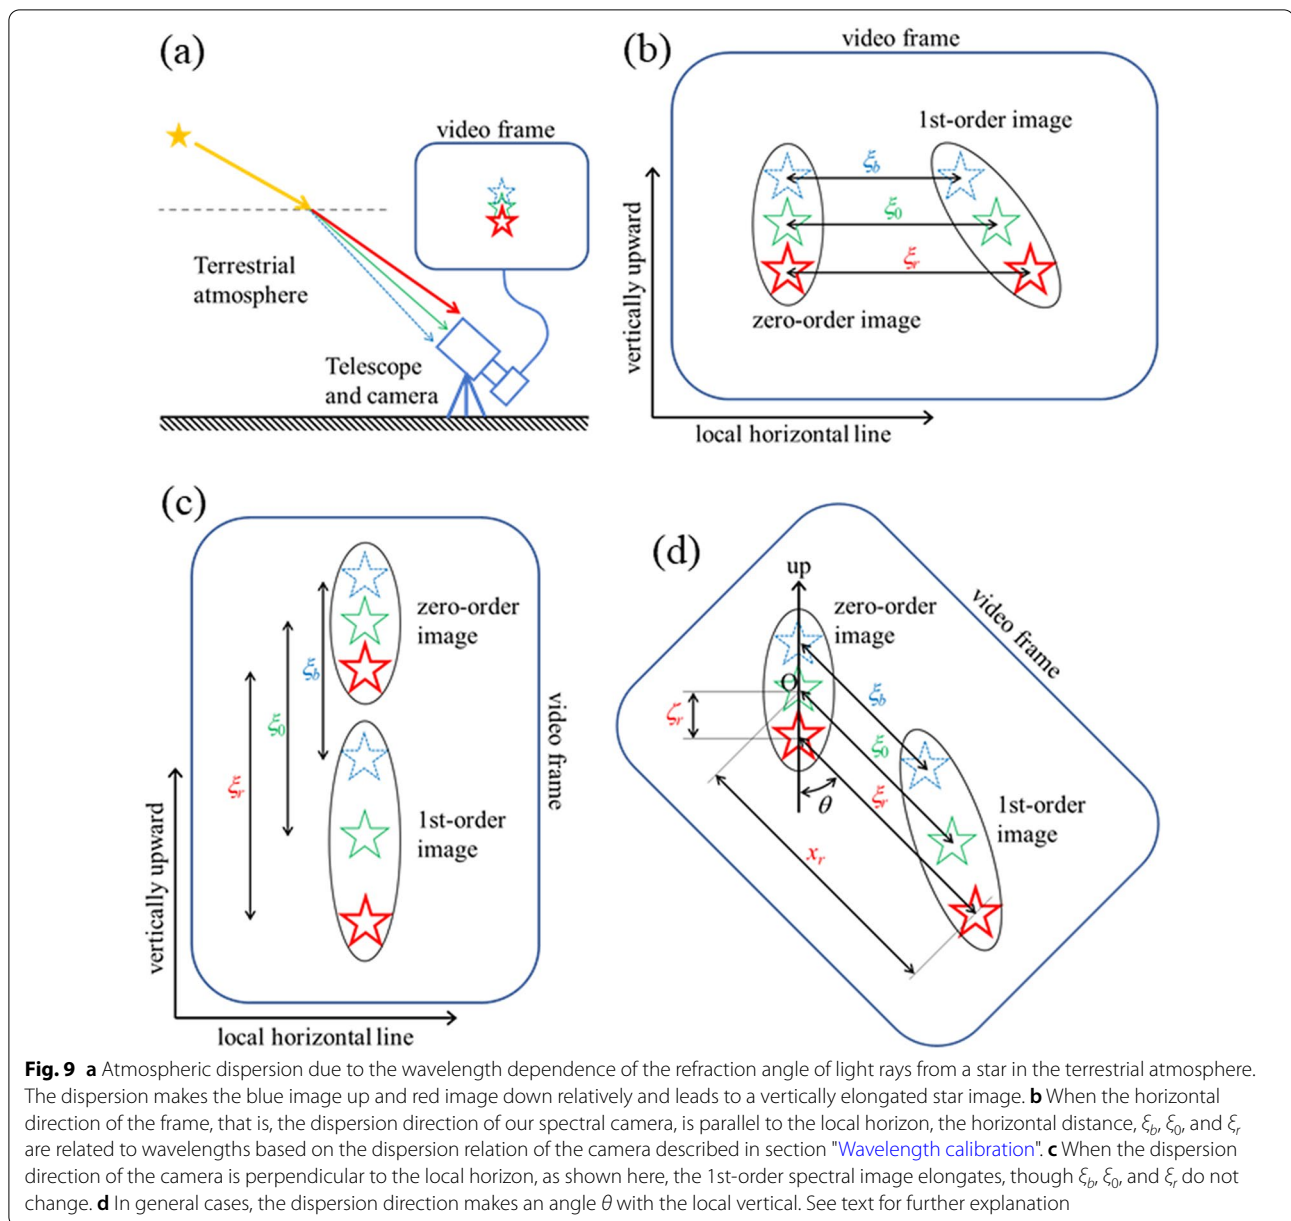 (a)
video frame
Terrestrial
atmosphere
Telescope
and camera
(b)
video frame
1st-order image
ξb
ξ0
ξr
zero-order image
vertically upward
local horizontal line
(c)
zero-order
image
ξb
ξ0
ξr
1st-order
image
video frame
vertically upward
local horizontal line
(d)
up
zero-order
image
video frame
O
ζr
ξb
ξ0
ξr
θ
xr
1st-order
image
Fig. 9 a Atmospheric dispersion due to the wavelength dependence of the refraction angle of light rays from a star in the terrestrial atmosphere.
The dispersion makes the blue image up and red image down relatively and leads to a vertically elongated star image. b When the horizontal
direction of the frame, that is, the dispersion direction of our spectral camera, is parallel to the local horizon, the horizontal distance, ξb, ξ0, and ξr
are related to wavelengths based on the dispersion relation of the camera described in section "Wavelength calibration". c When the dispersion
direction of the camera is perpendicular to the local horizon, as shown here, the 1st-order spectral image elongates, though ξb, ξ0, and ξr do not
change. d In general cases, the dispersion direction makes an angle θ with the local vertical. See text for further explanation